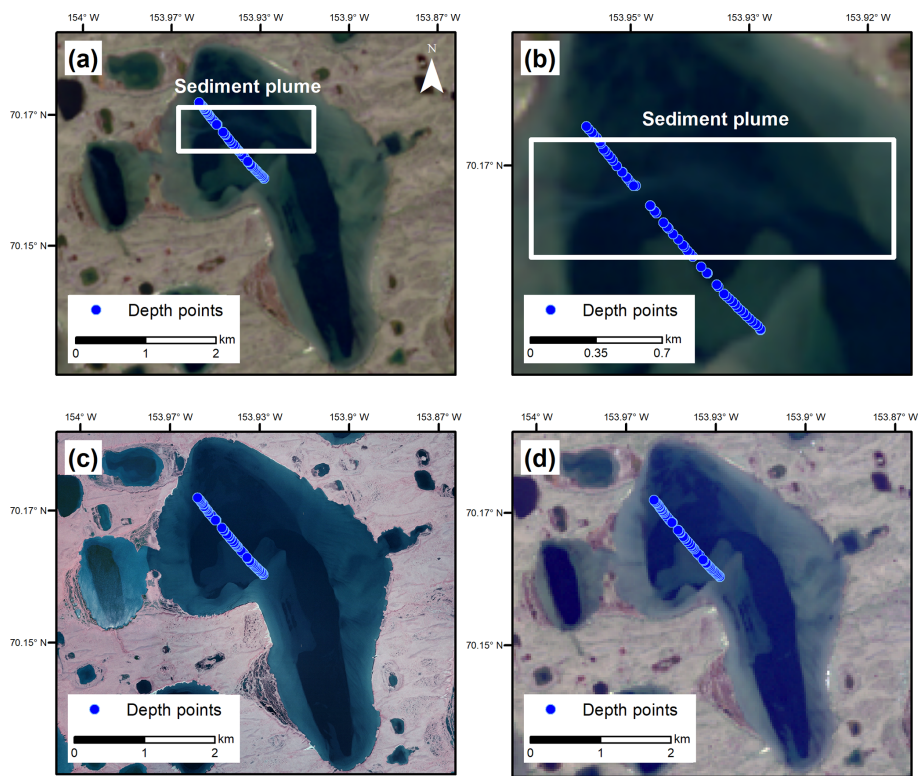 154° W 153.97° W 153.93° W 153.9° W 153.87° W
153.95° W 153.93° W 153.92° W
(a)
N
Sediment plume
70.17° N
70.15° N
Depth points
km
0 1 2
(b)
Sediment plume
70.17° N
Depth points
km
0 0.35 0.7
154° W 153.97° W 153.93° W 153.9° W 153.87° W
154° W 153.97° W 153.93° W 153.9° W 153.87° W
(c)
70.17° N
70.15° N
Depth points
km
0 1 2
(d)
70.17° N
70.15° N
Depth points
km
0 1 2